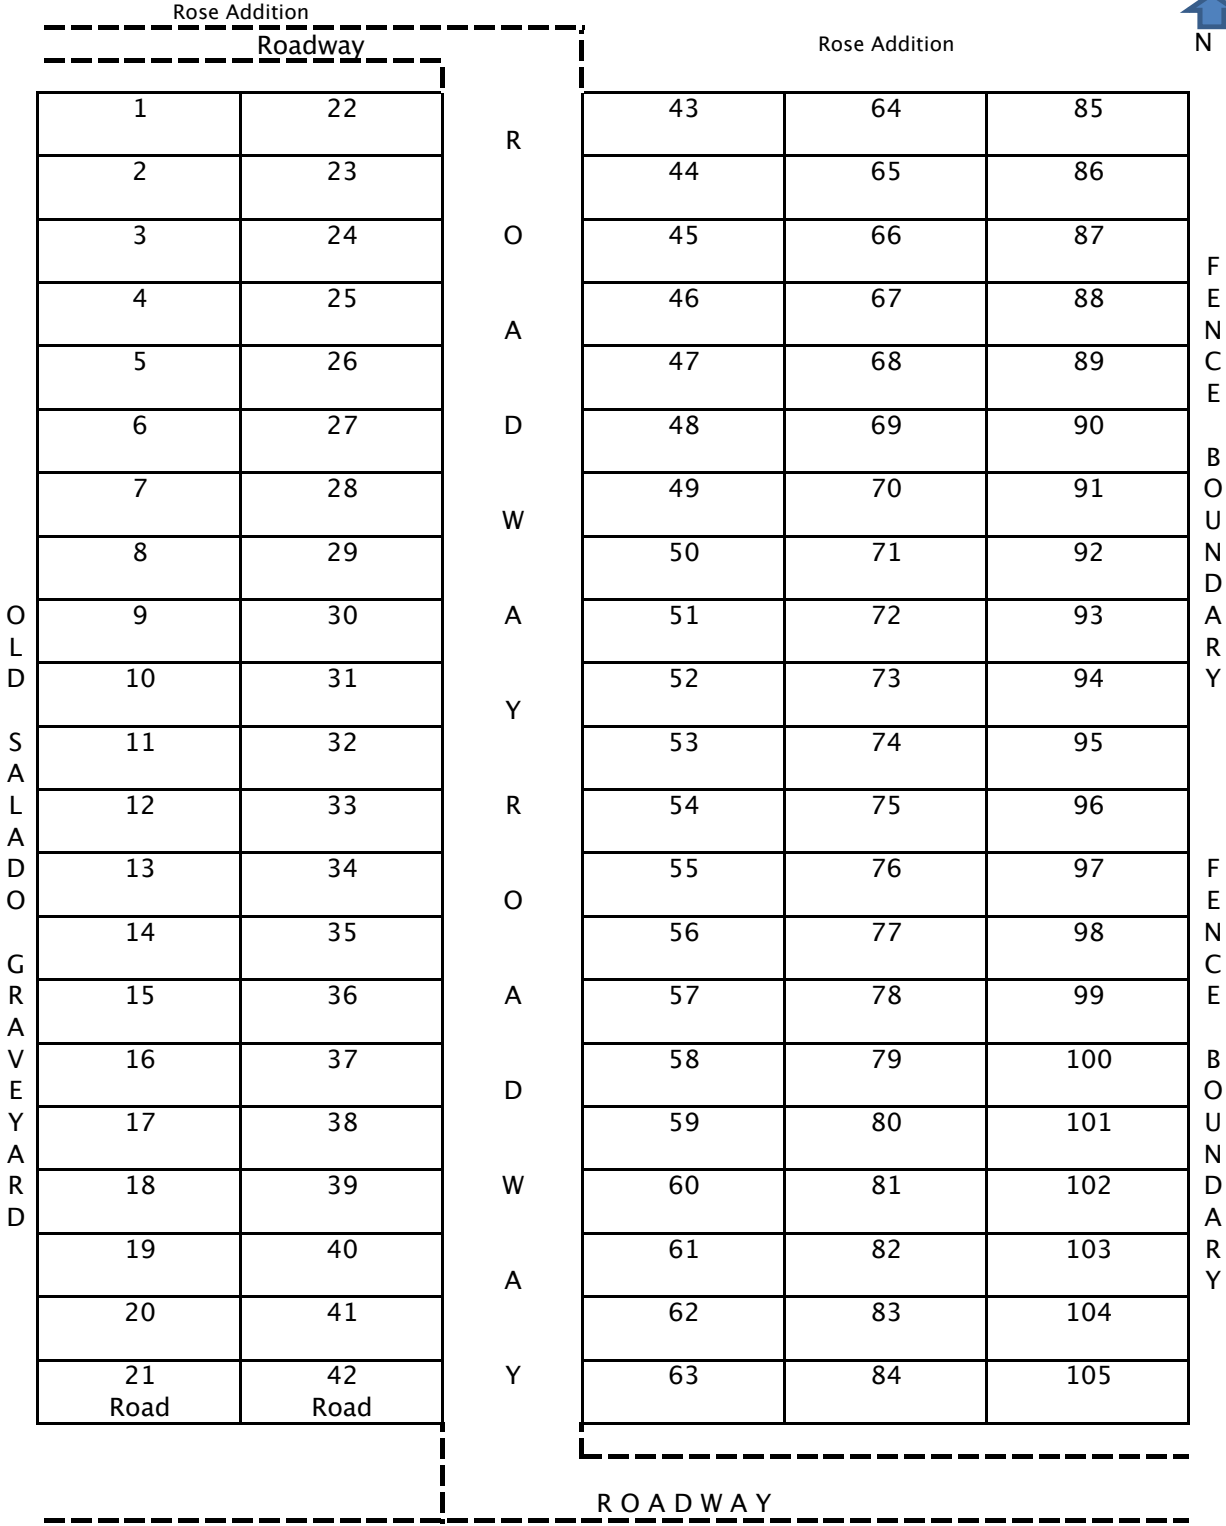 Rose Addition
Roadway
Rose Addition
N
1 22 43 64 85
2 23 44 65 86
3 24 45 66 87
4 25 46 67 88
5 26 47 68 89
6 27 48 69 90
7 28 49 70 91
8 29 50 71 92
9 30 51 72 93
10 31 52 73 94
11 32 53 74 95
12 33 54 75 96
13 34 55 76 97
14 35 56 77 98
15 36 57 78 99
16 37 58 79 100
17 38 59 80 101
18 39 60 81 102
19 40 61 82 103
20 41 62 83 104
21 42 63 84 105
Road Road
OLD SALADO GRAVEYARD
ROADWAY ROADWAY
FENCE BOUNDARY
FENCE BOUNDARY
ROADWAY